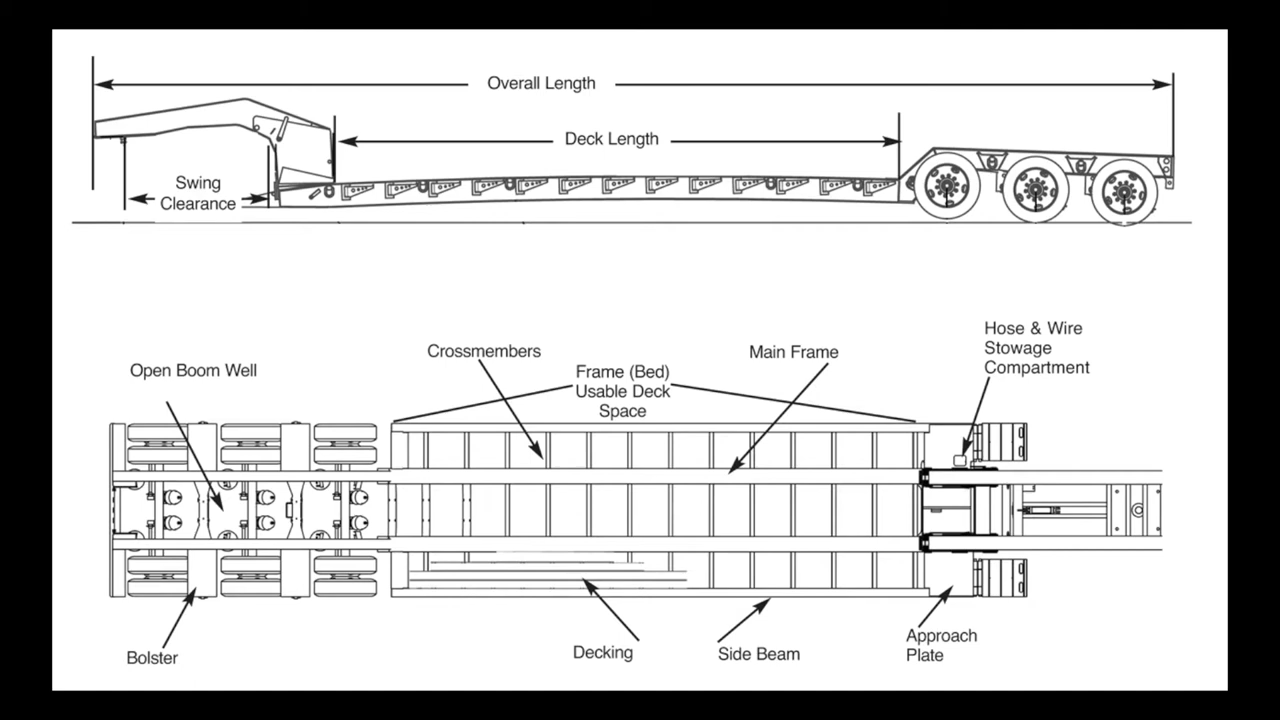 Overall Length
Deck Length
Swing
Clearance
Hose & Wire
Stowage
Compartment
Crossmembers
Main Frame
Open Boom Well
Frame (Bed)
Usable Deck
Space
Bolster
Decking
Side Beam
Approach
Plate